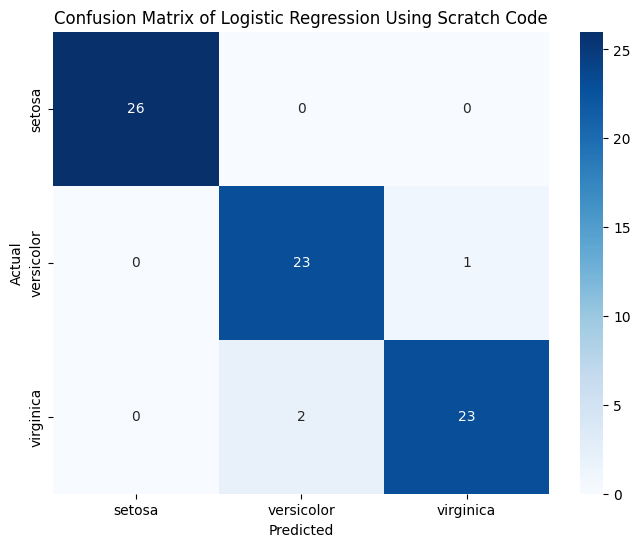 Confusion Matrix of Logistic Regression Using Scratch Code
setosa
26
0
0
versicolor
0
23
1
virginica
0
2
23
Actual
setosa
versicolor
virginica
Predicted
25
20
15
10
5
0